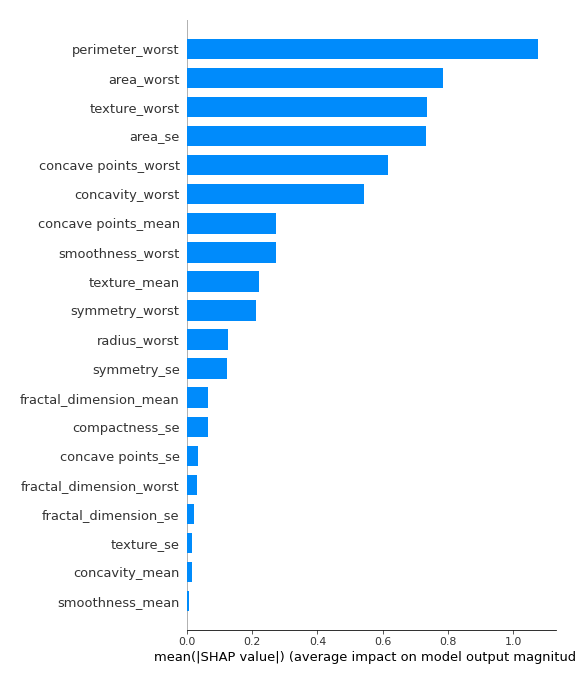 perimeter_worst
area_worst
texture_worst
area_se
concave points_worst
concavity_worst
concave points_mean
smoothness_worst
texture_mean
symmetry_worst
radius_worst
symmetry_se
fractal_dimension_mean
compactness_se
concave points_se
fractal_dimension_worst
fractal_dimension_se
texture_se
concavity_mean
smoothness_mean
0.0 0.2 0.4 0.6 0.8 1.0
mean(|SHAP value|) (average impact on model output magnitud